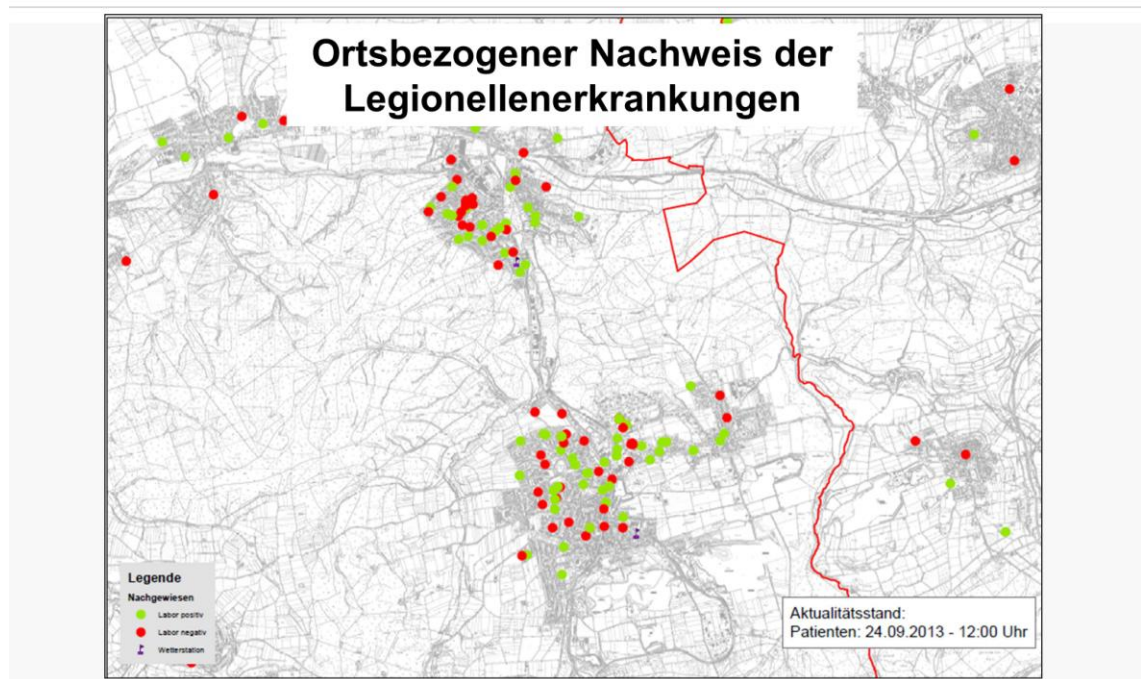 Ortsbezogener Nachweis der
Legionellenerkrankungen
Legende
Nachgewiesen
Labor positiv
Labor negativ
Wetterstation
Aktualitätsstand:
Patienten: 24.09.2013 - 12:00 Uhr